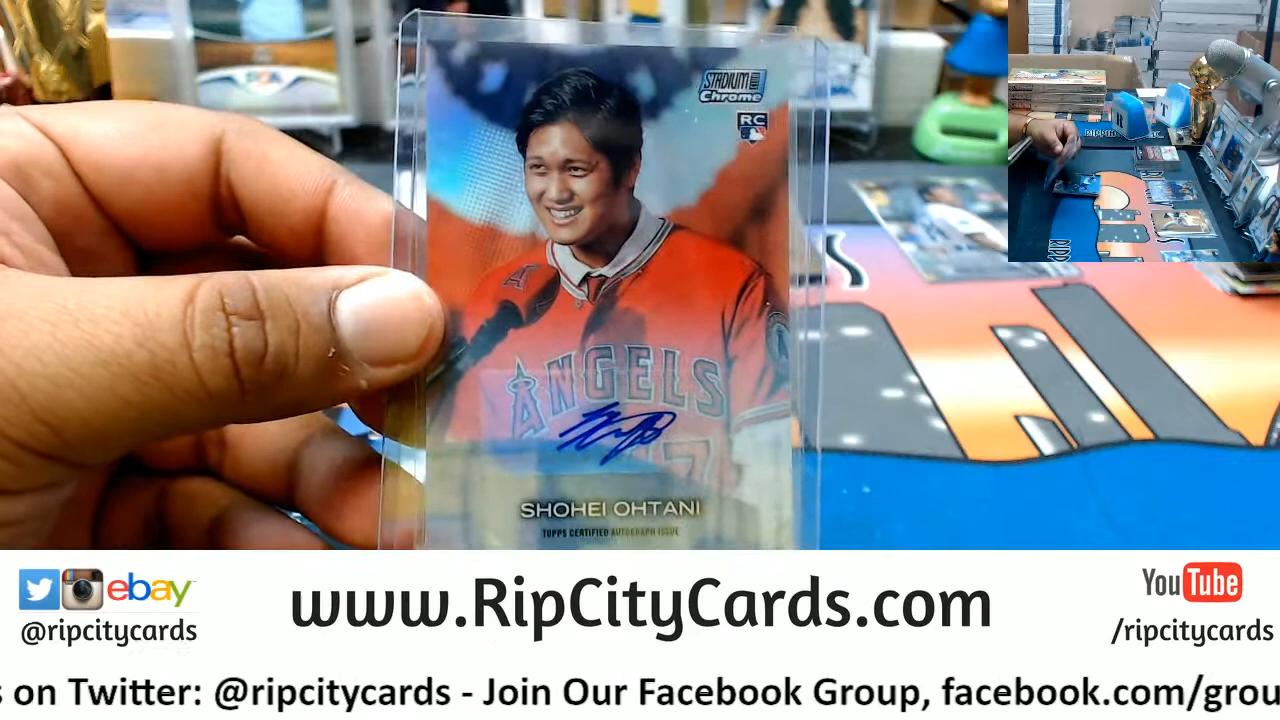 STADIUM CLUB
Chrome
RC
A
ANGELS
17
SHOHEI OHTANI
TOPPS CERTIFIED AUTOGRAPH ISSUE
ebay
@ripcitycards
www.RipCityCards.com
YouTube
/ripcitycards
s on Twitter: @ripcitycards - Join Our Facebook Group, facebook.com/grou